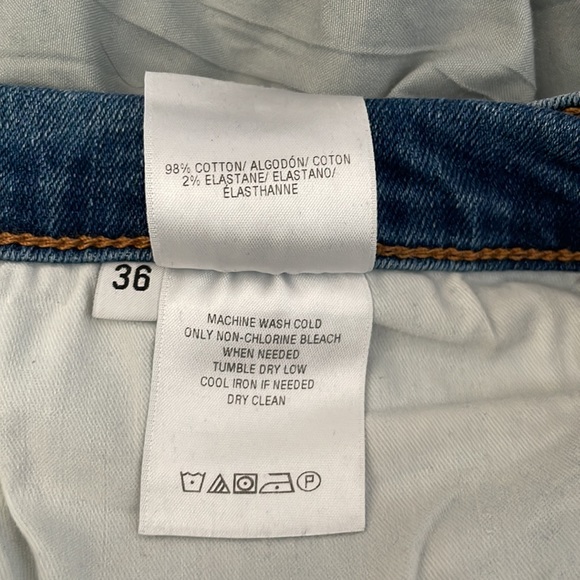 98% COTTON/ ALGODÓN/ COTON
2% ELASTANE/ ELASTANO/
ÉLASTHANNE
36
MACHINE WASH COLD
ONLY NON-CHLORINE BLEACH
WHEN NEEDED
TUMBLE DRY LOW
COOL IRON IF NEEDED
DRY CLEAN
P